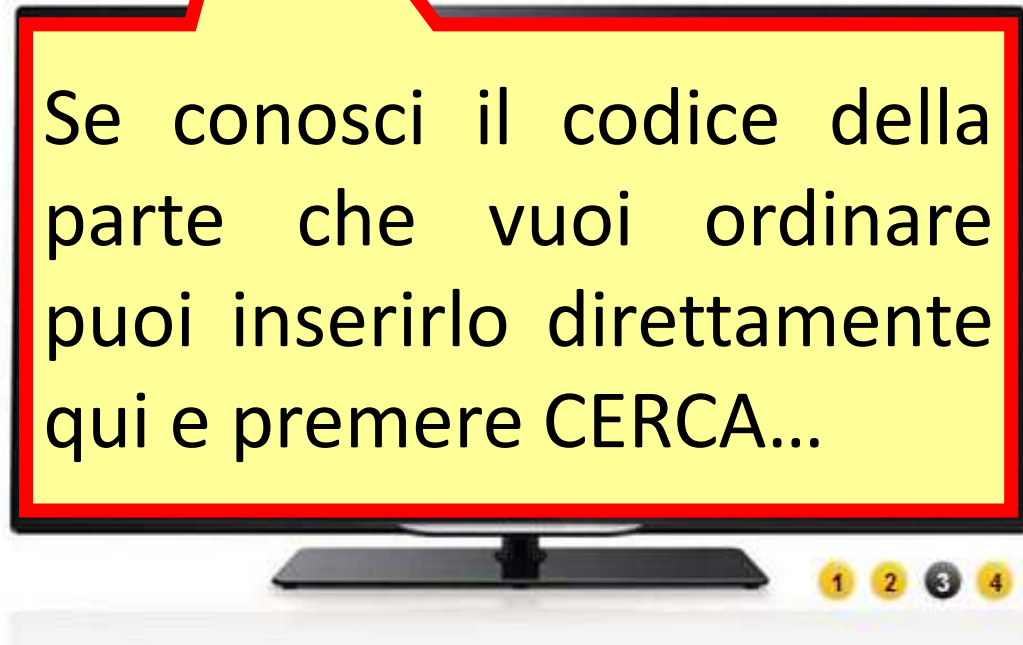 Se conosci il codice della
parte che vuoi ordinare
puoi inserirlo direttamente
qui e premere CERCA…
1 2 3 4